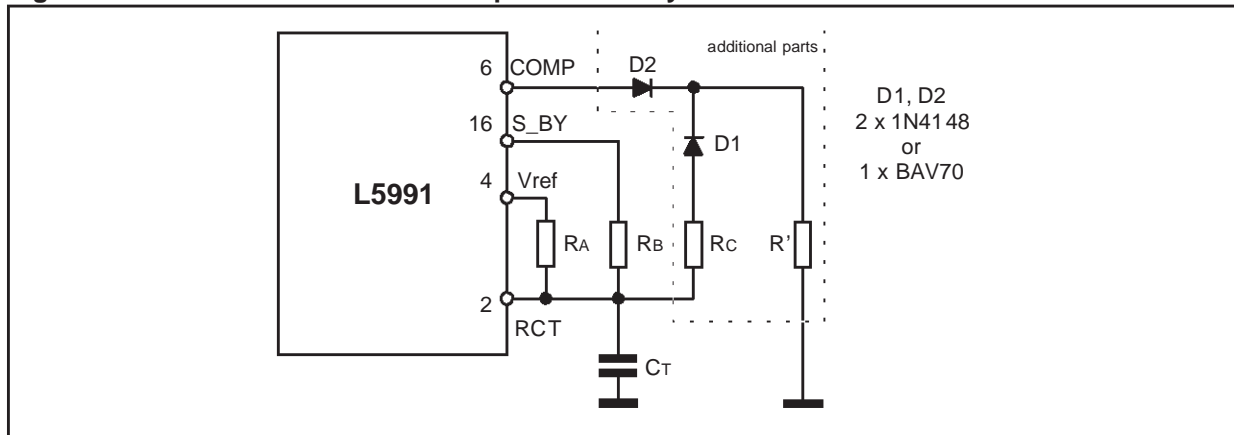 additional parts
6 COMP
D2
D1, D2
2 x 1N4148
or
1 x BAV70
16 S_BY
D1
4 Vref
L5991
RA
RB
RC
R'
2
RCT
CT